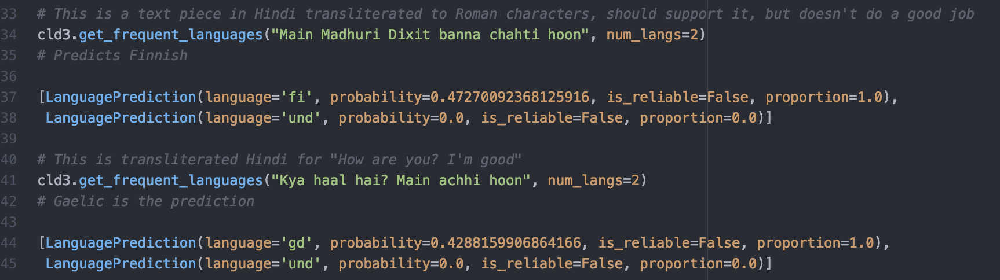 33 # This is a text piece in Hindi transliterated to Roman characters, should support it, but doesn't do a good job
34 cld3.get_frequent_languages("Main Madhuri Dixit banna chahti hoon", num_langs=2)
35 # Predicts Finnish
36
37 [LanguagePrediction(language='fi', probability=0.47270092368125916, is_reliable=False, proportion=1.0),
38  LanguagePrediction(language='und', probability=0.0, is_reliable=False, proportion=0.0)]
39
40 # This is transliterated Hindi for "How are you? I'm good"
41 cld3.get_frequent_languages("Kya haal hai? Main achhi hoon", num_langs=2)
42 # Gaelic is the prediction
43
44 [LanguagePrediction(language='gd', probability=0.4288159906864166, is_reliable=False, proportion=1.0),
45  LanguagePrediction(language='und', probability=0.0, is_reliable=False, proportion=0.0)]